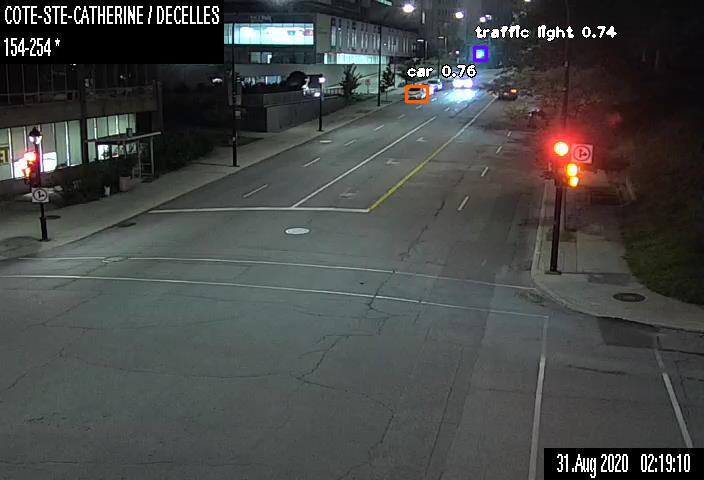 COTE-STE-CATHERINE / DECELLES
154-254 *
traffic light 0.74
car 0.76
31.Aug 2020 02:19:10